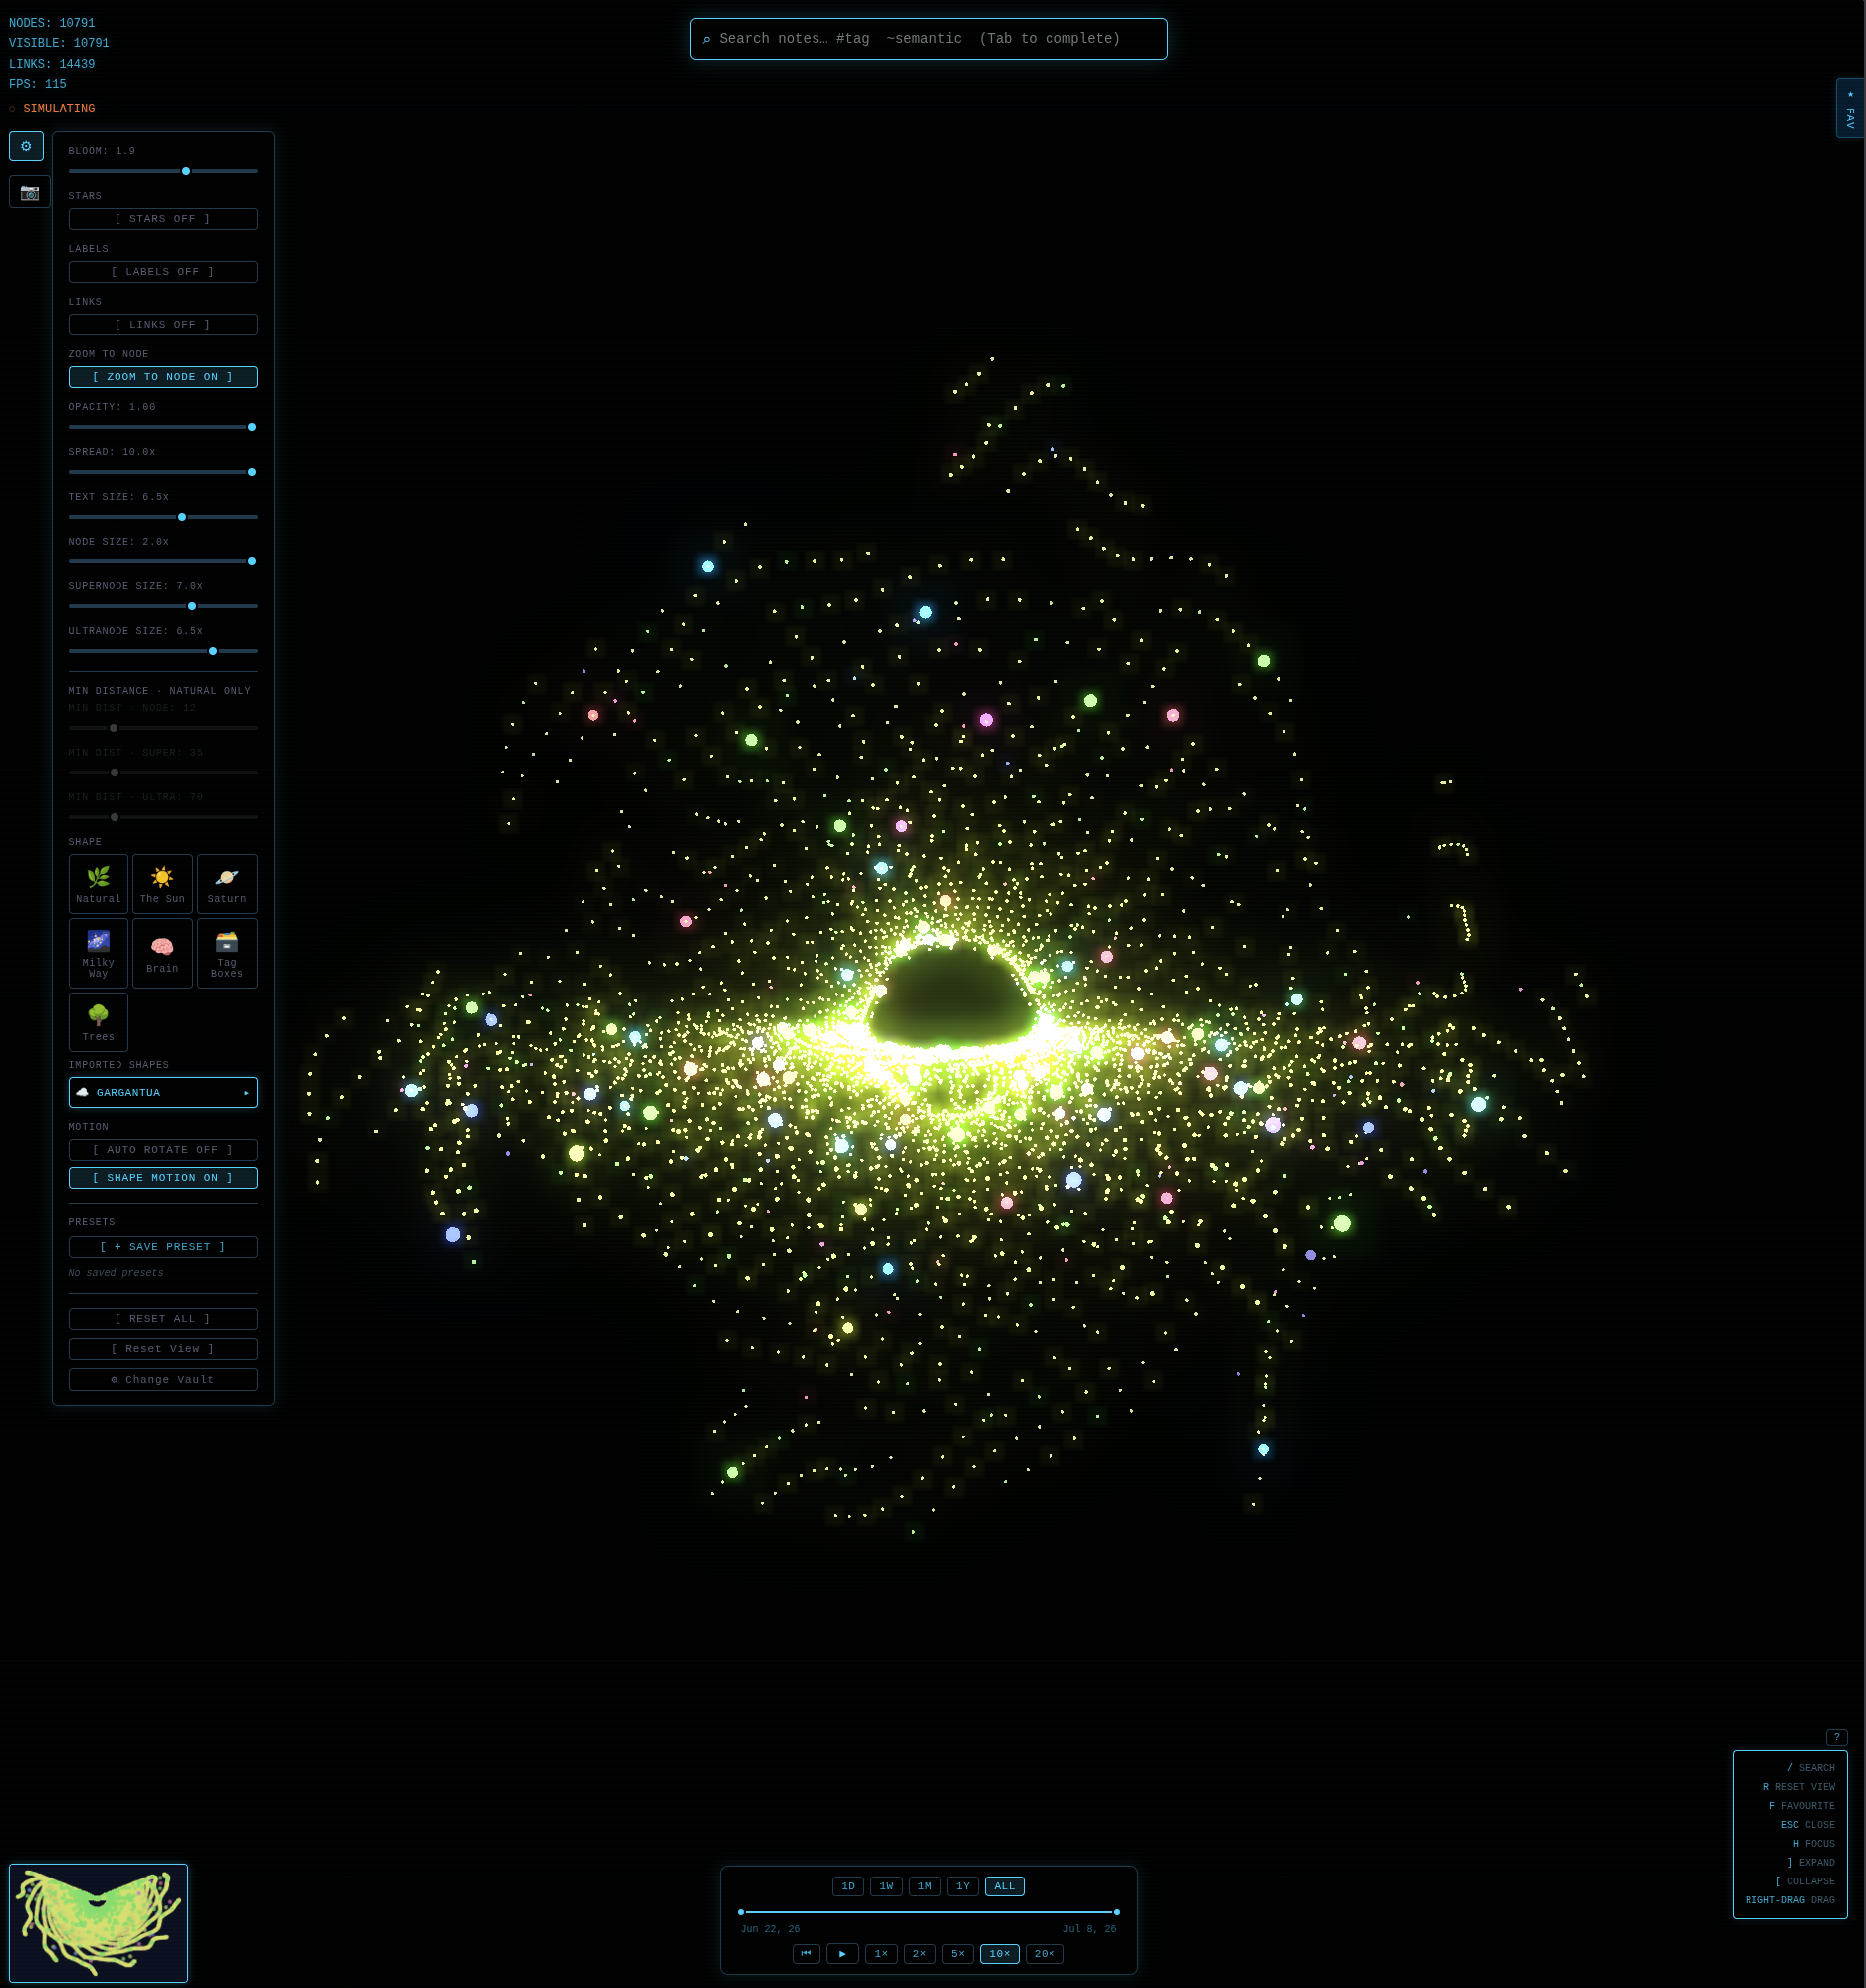 NODES: 10791
VISIBLE: 10791
LINKS: 14439
FPS: 115
SIMULATING
Search notes… #tag ~semantic (Tab to complete)
★ FAV
BLOOM: 1.9
STARS
[ STARS OFF ]
LABELS
[ LABELS OFF ]
LINKS
[ LINKS OFF ]
ZOOM TO NODE
[ ZOOM TO NODE ON ]
OPACITY: 1.00
SPREAD: 10.0x
TEXT SIZE: 6.5x
NODE SIZE: 2.0x
SUPERNODE SIZE: 7.0x
ULTRANODE SIZE: 6.5x
MIN DISTANCE · NATURAL ONLY
MIN DIST · NODE: 12
MIN DIST · SUPER: 35
MIN DIST · ULTRA: 70
SHAPE
Natural The Sun Saturn
Milky Way Brain Tag Boxes
Trees
IMPORTED SHAPES
GARGANTUA ▸
MOTION
[ AUTO ROTATE OFF ]
[ SHAPE MOTION ON ]
PRESETS
[ + SAVE PRESET ]
No saved presets
[ RESET ALL ]
[ Reset View ]
⚙ Change Vault
1D 1W 1M 1Y ALL
Jun 22, 26 Jul 8, 26
⏮ ▶ 1× 2× 5× 10× 20×
?
/ SEARCH
R RESET VIEW
F FAVOURITE
ESC CLOSE
H FOCUS
] EXPAND
[ COLLAPSE
RIGHT-DRAG DRAG